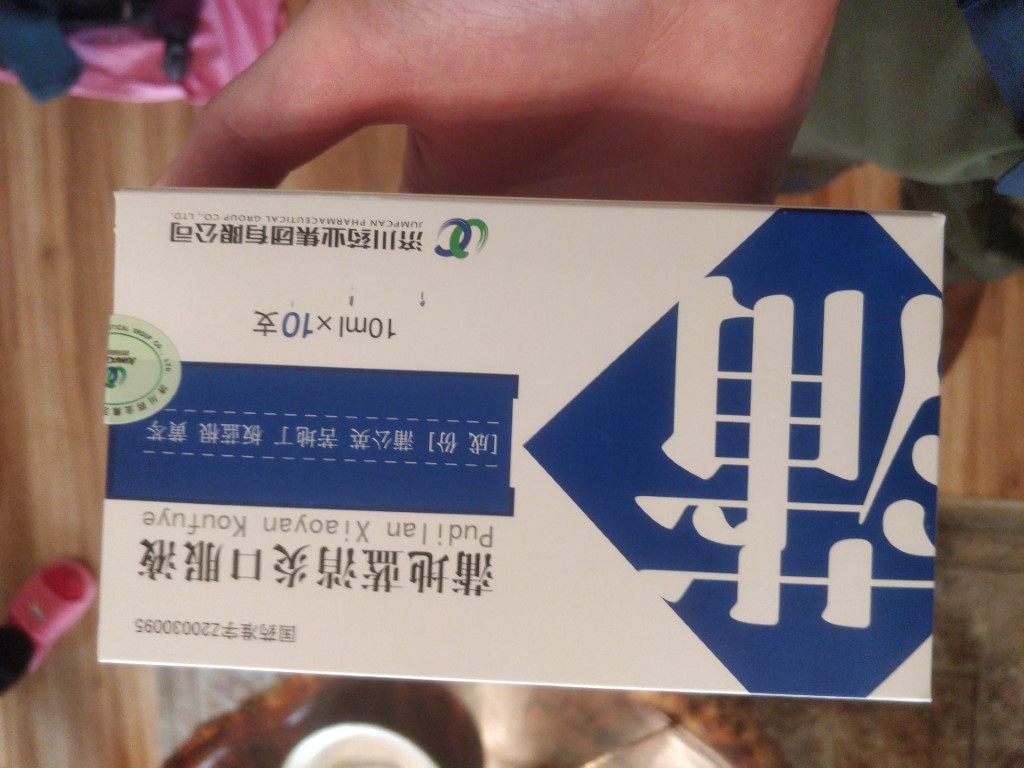 国药准字Z20030095
蒲地蓝消炎口服液
Pudilan Xiaoyan Koufuye
[成 份] 蒲公英 苦地丁 板蓝根 黄芩
10ml×10支
济川药业集团有限公司
JUMPCAN PHARMACEUTICAL GROUP CO., LTD.
蒲